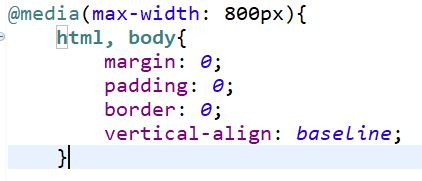 @media(max-width: 800px){
html, body{
margin: 0;
padding: 0;
border: 0;
vertical-align: baseline;
}